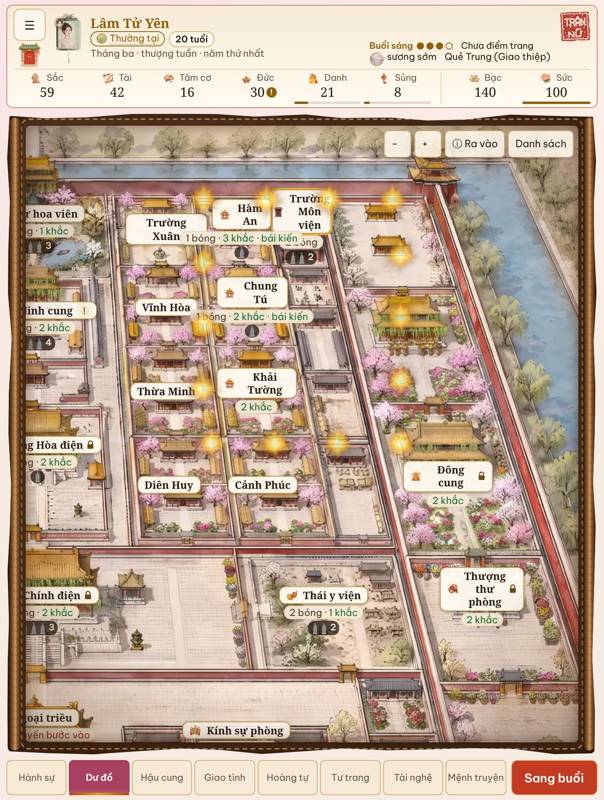 Lâm Tử Yên
Thường tại
20 tuổi
Tháng ba · thượng tuần · năm thứ nhất
Buổi sáng
Chưa điểm trang
sương sớm
Quẻ Trung (Giao thiệp)
TRÂN
NỮ
Sắc
Tài
Tâm cơ
Đức
Danh
Sủng
Bạc
Sức
59
42
16
30
21
8
140
100
-
+
Ra vào
Danh sách
hoa viên
1 khắc
3
Trường
Xuân
Hàm
An
1 bóng · 3 khắc · bái kiến
Trường
Môn
viện
2
Chung
Tú
1 bóng · 2 khắc · bái kiến
cung
2 khắc
4
Vĩnh Hòa
Thừa Minh
Khải
Tường
2 khắc
Hòa điện
2 khắc
Diên Huy
Cảnh Phúc
Đông
cung
2 khắc
Chính điện
2 khắc
3
Thái y viện
2 bóng · 1 khắc
2
Thượng
thư
phòng
2 khắc
triều
bước vào
Kính sự phòng
Hành sự
Dư đồ
Hậu cung
Giao tình
Hoàng tự
Tư trang
Tài nghệ
Mệnh truyện
Sang buổi